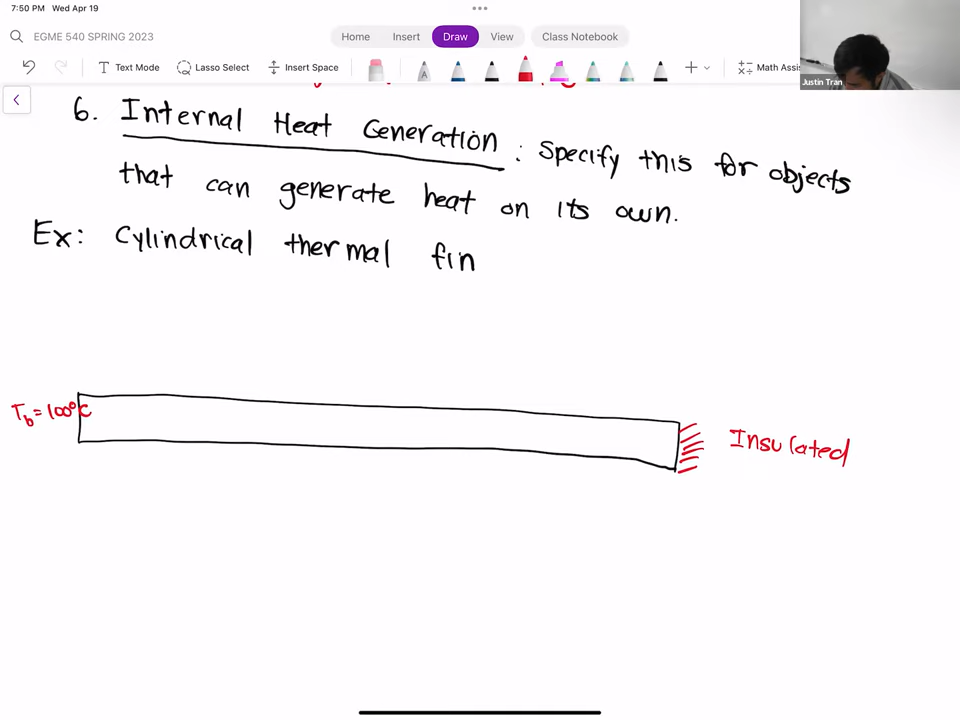 7:50 PM Wed Apr 19
EGME 540 SPRING 2023
Home Insert Draw View Class Notebook
Text Mode Lasso Select Insert Space Math Assis
Justin Tran
6. Internal Heat Generation : Specify this for objects
that can generate heat on its own.
Ex: Cylindrical thermal fin
Tb = 100°C
Insulated